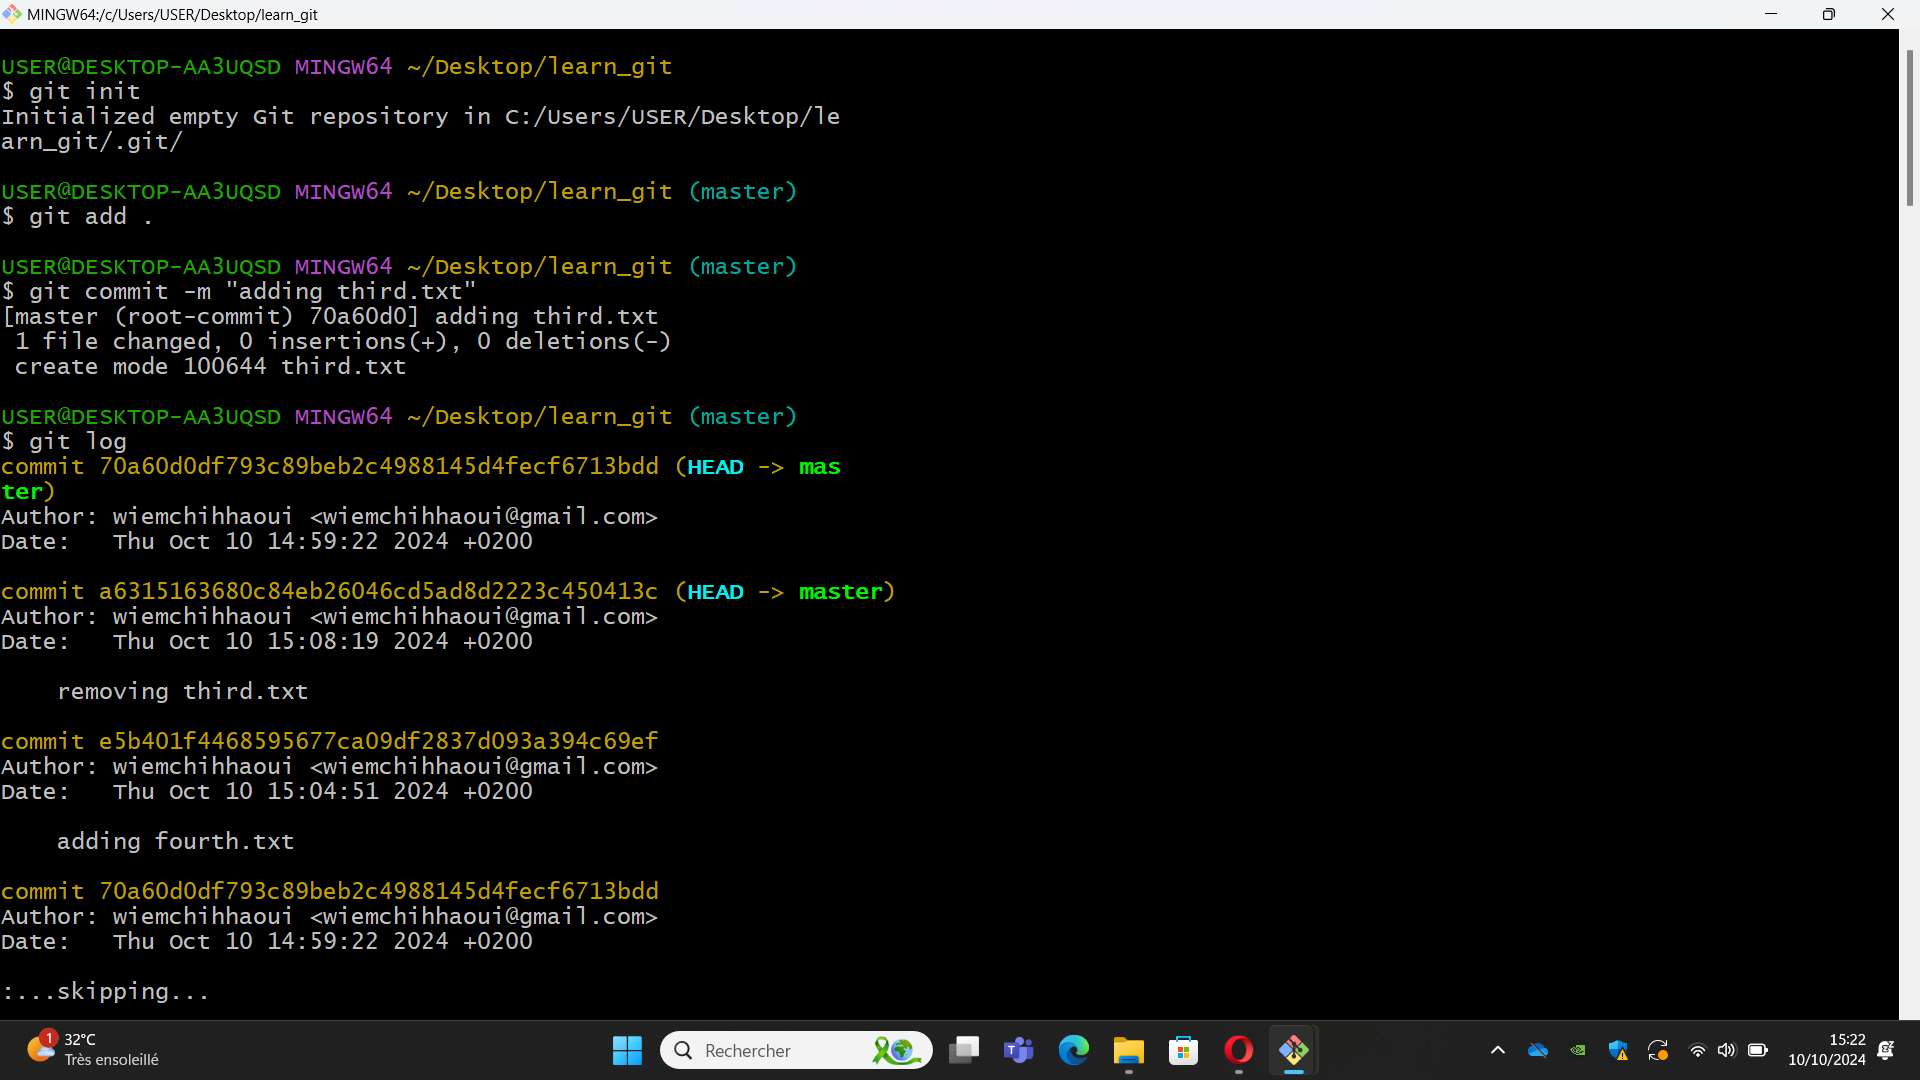 MINGW64:/c/Users/USER/Desktop/learn_git
USER@DESKTOP-AA3UQSD MINGW64 ~/Desktop/learn_git
$ git init
Initialized empty Git repository in C:/Users/USER/Desktop/le
arn_git/.git/
USER@DESKTOP-AA3UQSD MINGW64 ~/Desktop/learn_git (master)
$ git add .
USER@DESKTOP-AA3UQSD MINGW64 ~/Desktop/learn_git (master)
$ git commit -m "adding third.txt"
[master (root-commit) 70a60d0] adding third.txt
1 file changed, 0 insertions(+), 0 deletions(-)
create mode 100644 third.txt
USER@DESKTOP-AA3UQSD MINGW64 ~/Desktop/learn_git (master)
$ git log
commit 70a60d0df793c89beb2c4988145d4fecf6713bdd (HEAD -> mas
ter)
Author: wiemchihhaoui <wiemchihhaoui@gmail.com>
Date:   Thu Oct 10 14:59:22 2024 +0200
commit a6315163680c84eb26046cd5ad8d2223c450413c (HEAD -> master)
Author: wiemchihhaoui <wiemchihhaoui@gmail.com>
Date:   Thu Oct 10 15:08:19 2024 +0200
removing third.txt
commit e5b401f4468595677ca09df2837d093a394c69ef
Author: wiemchihhaoui <wiemchihhaoui@gmail.com>
Date:   Thu Oct 10 15:04:51 2024 +0200
adding fourth.txt
commit 70a60d0df793c89beb2c4988145d4fecf6713bdd
Author: wiemchihhaoui <wiemchihhaoui@gmail.com>
Date:   Thu Oct 10 14:59:22 2024 +0200
:...skipping...
1
32°C
Très ensoleillé
Rechercher
15:22
10/10/2024